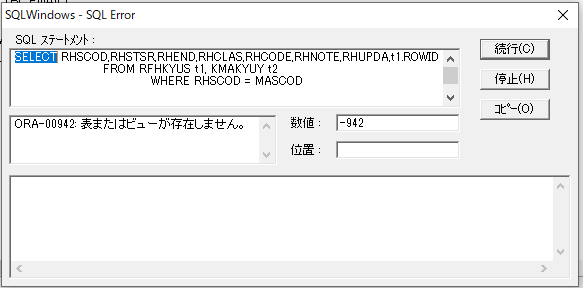 SQLWindows - SQL Error
SQL ステートメント :
SELECT RHSCOD,RHSTSR,RHEND,RHCLAS,RHCODE,RHNOTE,RHUPDA,t1.ROWID
FROM RFHKYUS t1, KMAKYUY t2
WHERE RHSCOD = MASCOD
続行(C)
停止(H)
コピー(O)
ORA-00942: 表またはビューが存在しません。
数値 : -942
位置 :